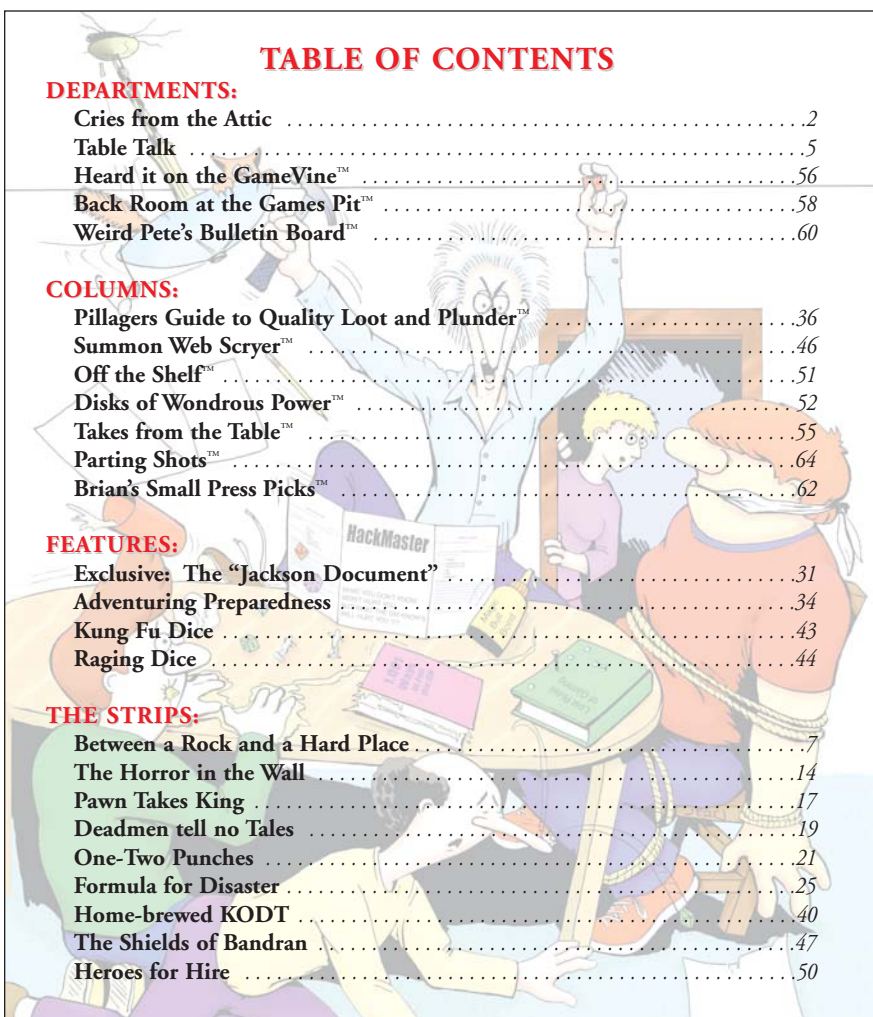 TABLE OF CONTENTS
DEPARTMENTS:
Cries from the Attic . . . . . . . . . . . . . . . . . . . . . . . . . . . . . . 2
Table Talk . . . . . . . . . . . . . . . . . . . . . . . . . . . . . . 5
Heard it on the GameVine™ . . . . . . . . . . . . . . . . . . . . . . . . . . . . . . 56
Back Room at the Games Pit™ . . . . . . . . . . . . . . . . . . . . . . . . . . . . . . 58
Weird Pete's Bulletin Board™ . . . . . . . . . . . . . . . . . . . . . . . . . . . . . . 60
COLUMNS:
Pillagers Guide to Quality Loot and Plunder™ . . . . . . . . . . . . . . . . . . . . 36
Summon Web Scryer™ . . . . . . . . . . . . . . . . . . . . . . . . . . . . . . 46
Off the Shelf™ . . . . . . . . . . . . . . . . . . . . . . . . . . . . . . 51
Disks of Wondrous Power™ . . . . . . . . . . . . . . . . . . . . . . . . . . . . . . 52
Takes from the Table™ . . . . . . . . . . . . . . . . . . . . . . . . . . . . . . 55
Parting Shots™ . . . . . . . . . . . . . . . . . . . . . . . . . . . . . . 64
Brian's Small Press Picks™ . . . . . . . . . . . . . . . . . . . . . . . . . . . . . . 62
HackMaster
FEATURES:
Exclusive: The “Jackson Document” . . . . . . . . . . . . . . . . . . . . . . . . . 31
Adventuring Preparedness . . . . . . . . . . . . . . . . . . . . . . . . . . . . . . 34
Kung Fu Dice . . . . . . . . . . . . . . . . . . . . . . . . . . . . . . 43
Raging Dice . . . . . . . . . . . . . . . . . . . . . . . . . . . . . . 44
THE STRIPS:
Between a Rock and a Hard Place . . . . . . . . . . . . . . . . . . . . . . . . . 7
The Horror in the Wall . . . . . . . . . . . . . . . . . . . . . . . . . . . . . . 14
Pawn Takes King . . . . . . . . . . . . . . . . . . . . . . . . . . . . . . 17
Deadmen tell no Tales . . . . . . . . . . . . . . . . . . . . . . . . . . . . . . 19
One-Two Punches . . . . . . . . . . . . . . . . . . . . . . . . . . . . . . 21
Formula for Disaster . . . . . . . . . . . . . . . . . . . . . . . . . . . . . . 25
Home-brewed KODT . . . . . . . . . . . . . . . . . . . . . . . . . . . . . . 40
The Shields of Bandran . . . . . . . . . . . . . . . . . . . . . . . . . . . . . . 47
Heroes for Hire . . . . . . . . . . . . . . . . . . . . . . . . . . . . . . 50